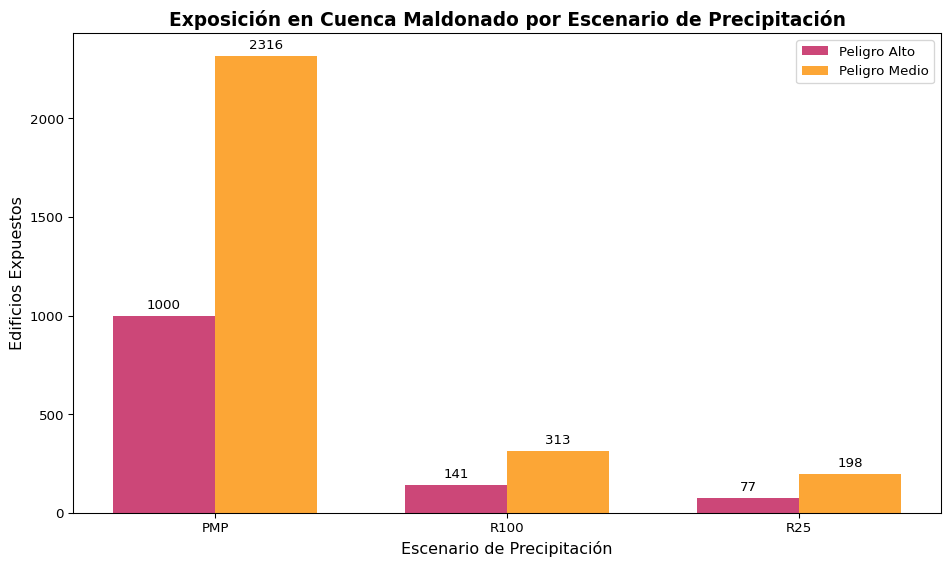 Exposición en Cuenca Maldonado por Escenario de Precipitación
Peligro Alto
Peligro Medio
Edificios Expuestos
2000
1500
1000
500
0
1000
2316
141
313
77
198
PMP
R100
R25
Escenario de Precipitación